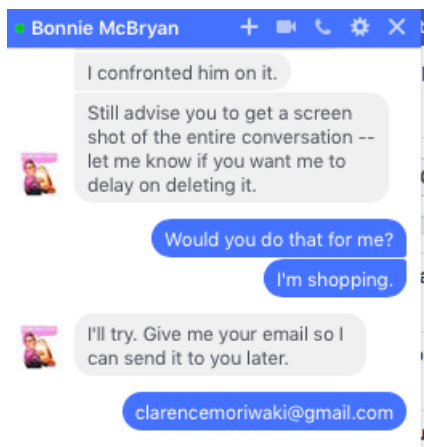 Bonnie McBryan
I confronted him on it.
Still advise you to get a screen
shot of the entire conversation --
let me know if you want me to
delay on deleting it.
Would you do that for me?
I'm shopping.
I'll try. Give me your email so I
can send it to you later.
clarencemoriwaki@gmail.com